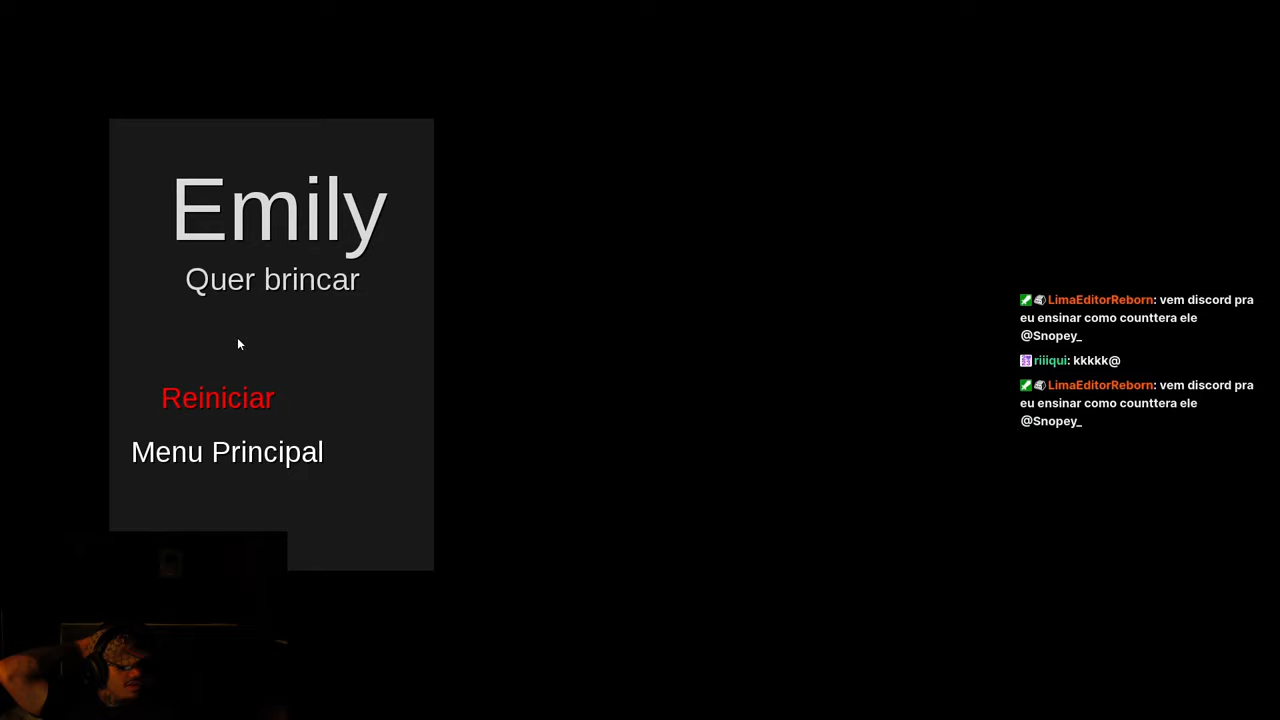 Emily
Quer brincar
Reiniciar
Menu Principal
LimaEditorReborn: vem discord pra
eu ensinar como counttera ele
@Snopey_
riiiqui: kkkkk@
LimaEditorReborn: vem discord pra
eu ensinar como counttera ele
@Snopey_